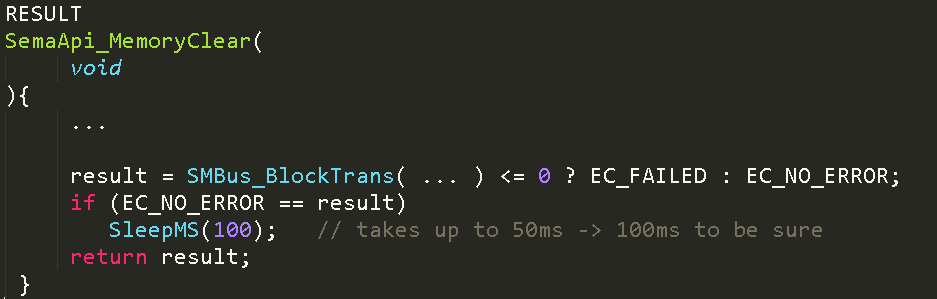 RESULT
SemaApi_MemoryClear(
void
){
...
result = SMBus_BlockTrans( ... ) <= 0 ? EC_FAILED : EC_NO_ERROR;
if (EC_NO_ERROR == result)
SleepMS(100);   // takes up to 50ms -> 100ms to be sure
return result;
}